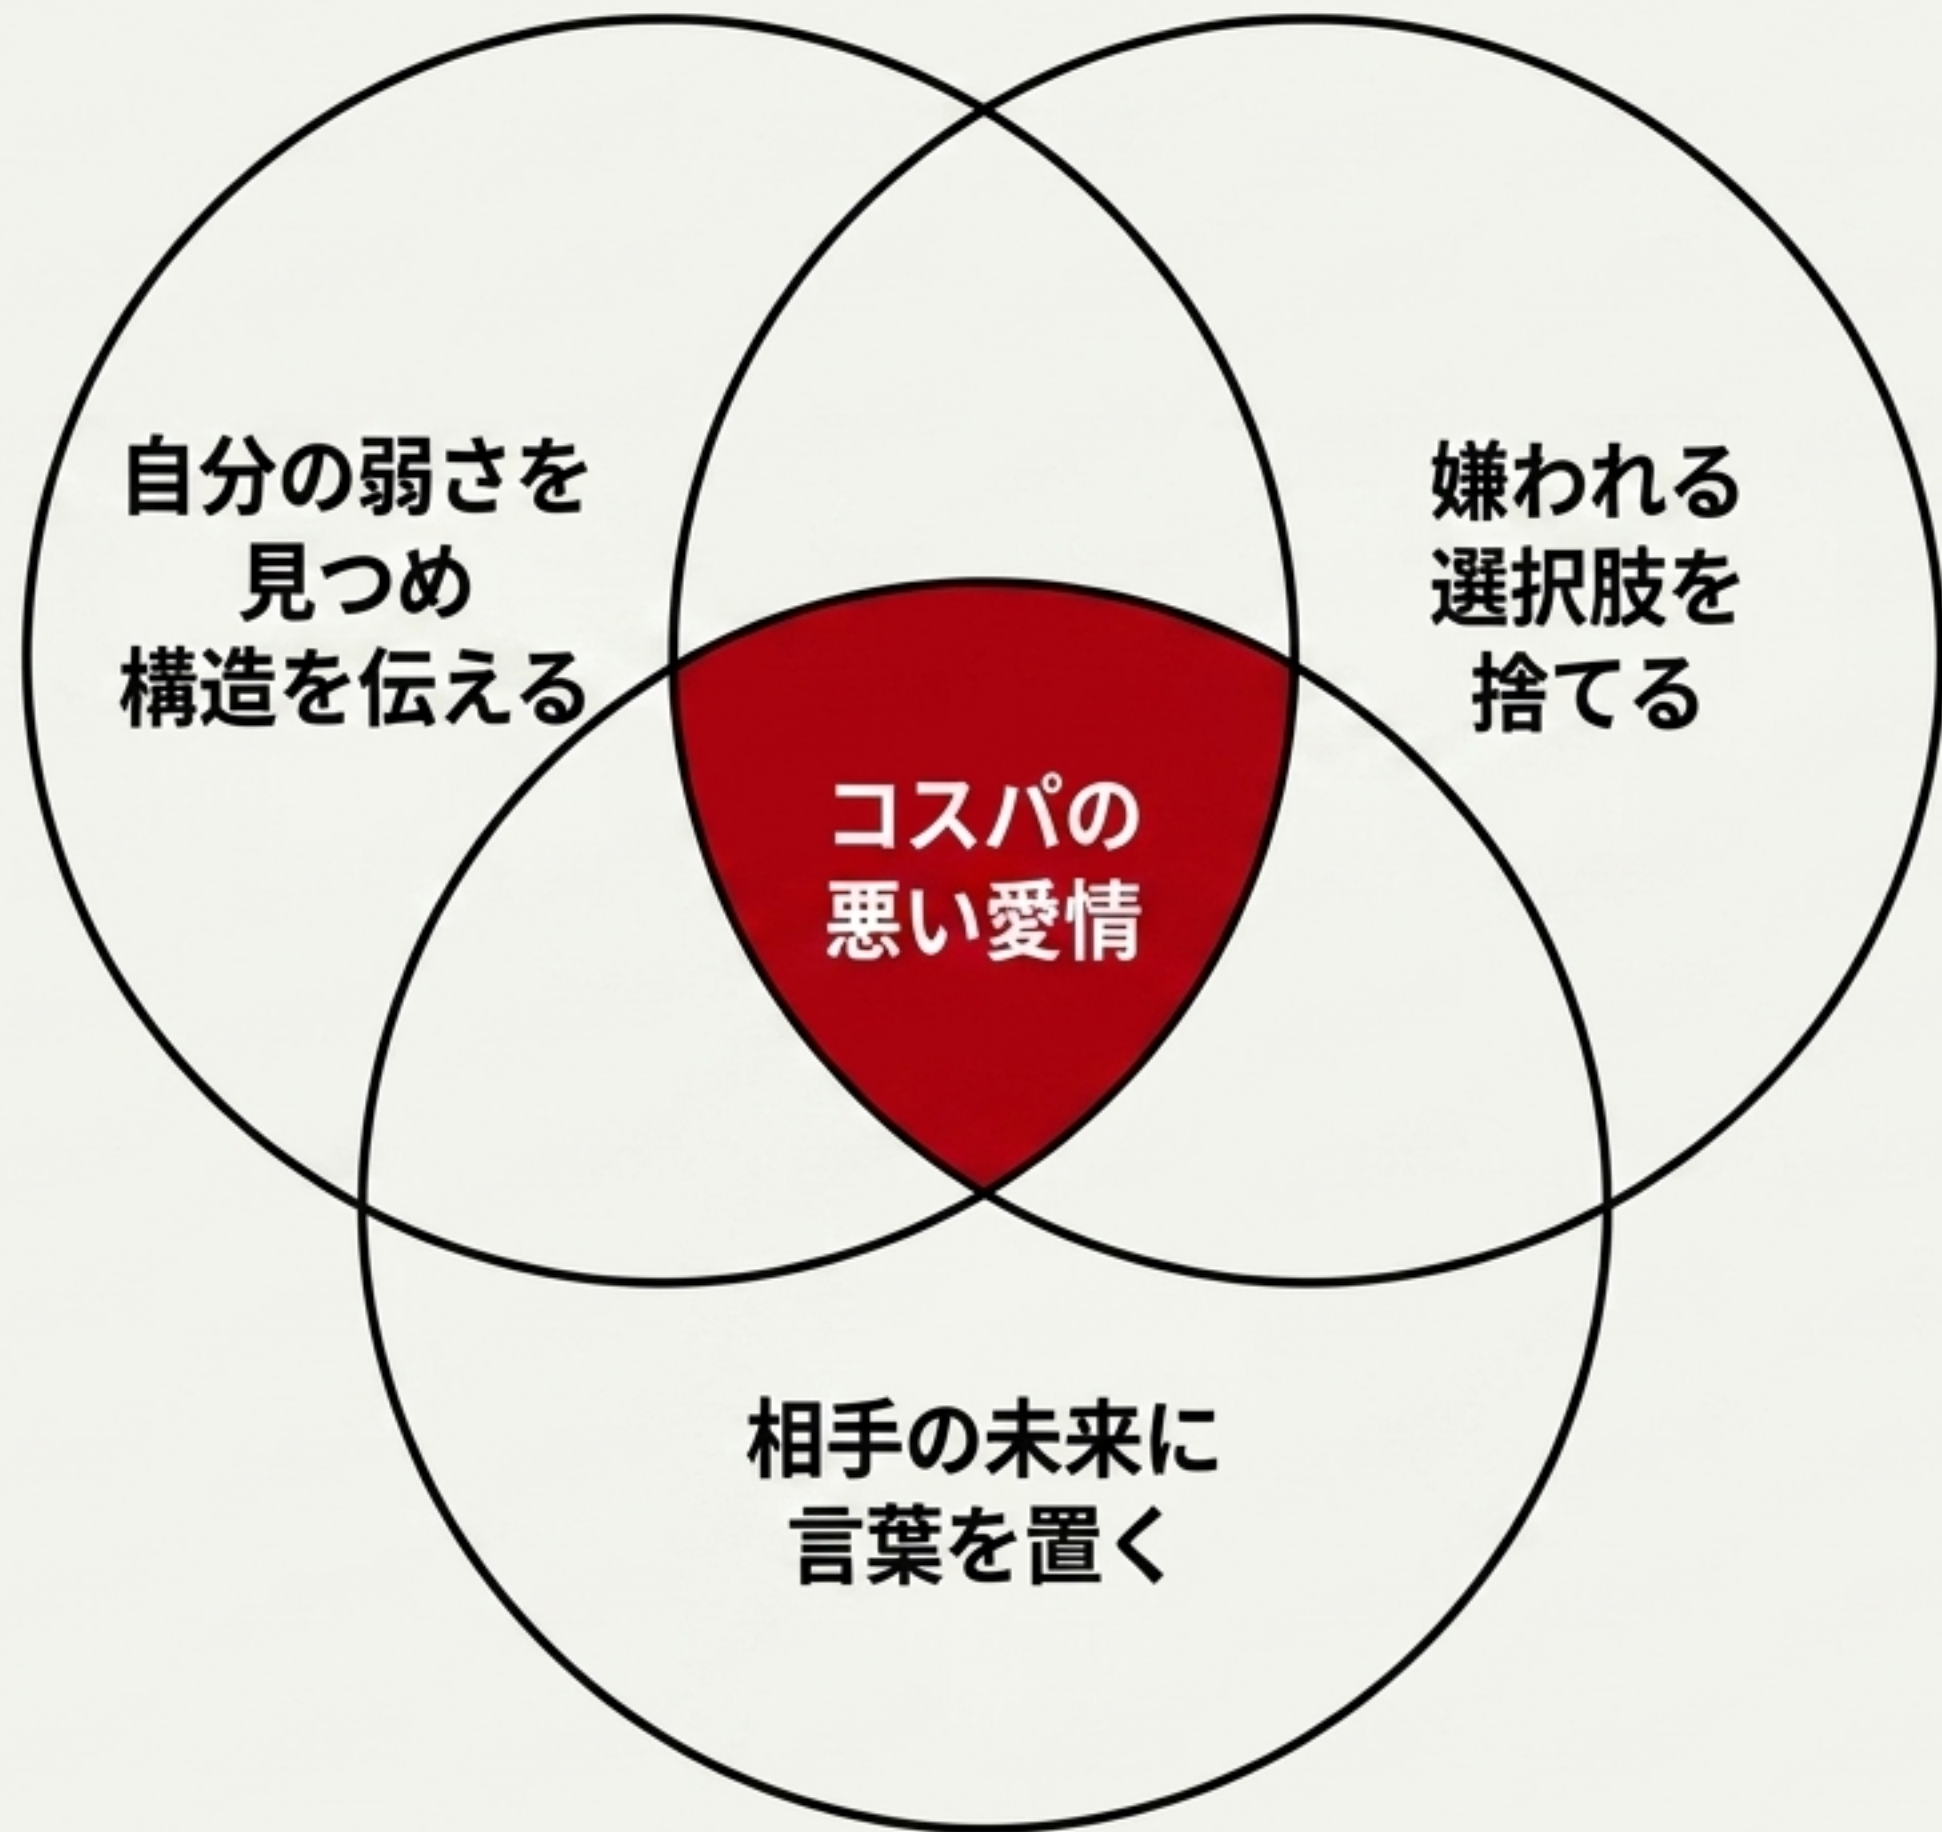 自分の弱さを
見つめ
構造を伝える
嫌われる
選択肢を
捨てる
コスパの
悪い愛情
相手の未来に
言葉を置く